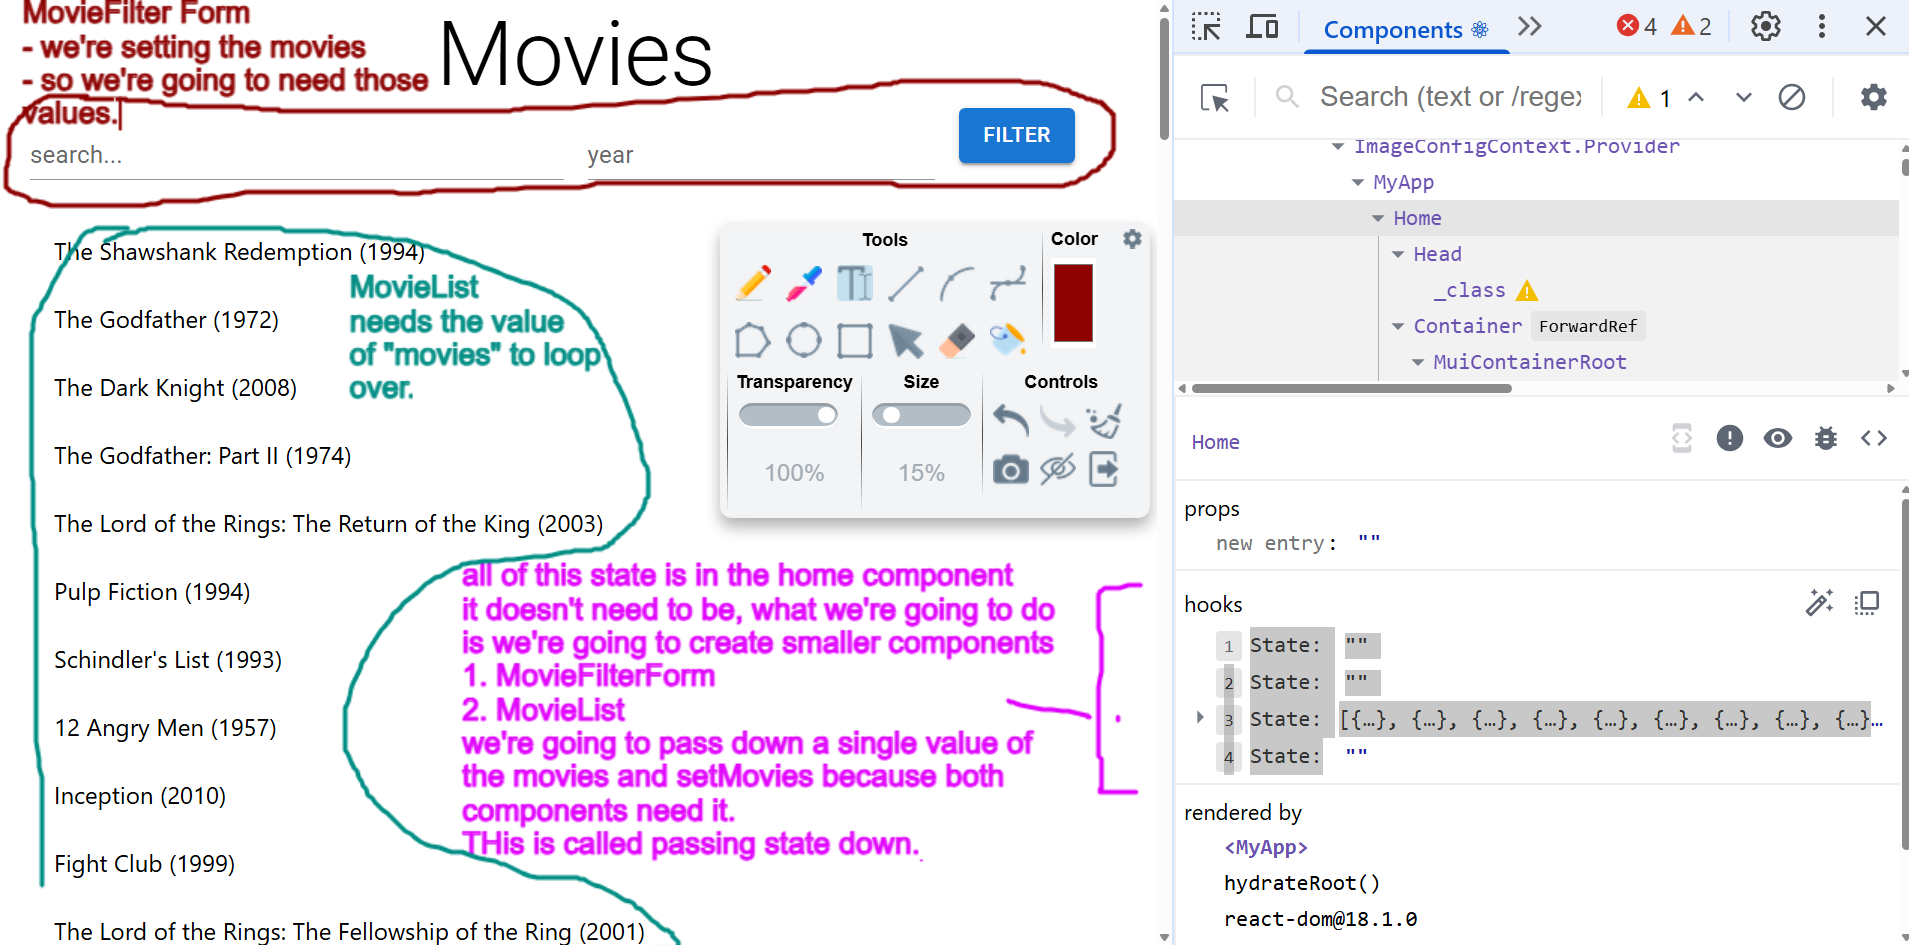 MovieFilter Form
- we're setting the movies
- so we're going to need those
values.
Movies
search...
year
FILTER
The Shawshank Redemption (1994)
The Godfather (1972)
The Dark Knight (2008)
The Godfather: Part II (1974)
The Lord of the Rings: The Return of the King (2003)
Pulp Fiction (1994)
Schindler's List (1993)
12 Angry Men (1957)
Inception (2010)
Fight Club (1999)
The Lord of the Rings: The Fellowship of the Ring (2001)
MovieList
needs the value
of "movies" to loop
over.
all of this state is in the home component
it doesn't need to be, what we're going to do
is we're going to create smaller components
1. MovieFilterForm
2. MovieList
we're going to pass down a single value of
the movies and setMovies because both
components need it.
THis is called passing state down.
Tools
Color
Transparency
Size
Controls
100%
15%
Components
4
2
Search (text or /regex
1
ImageConfigContext.Provider
MyApp
Home
Head
_class
Container ForwardRef
MuiContainerRoot
Home
props
new entry: ""
hooks
1 State: ""
2 State: ""
3 State: [{…}, {…}, {…}, {…}, {…}, {…}, {…}, {…}, {…}…
4 State: ""
rendered by
<MyApp>
hydrateRoot()
react-dom@18.1.0